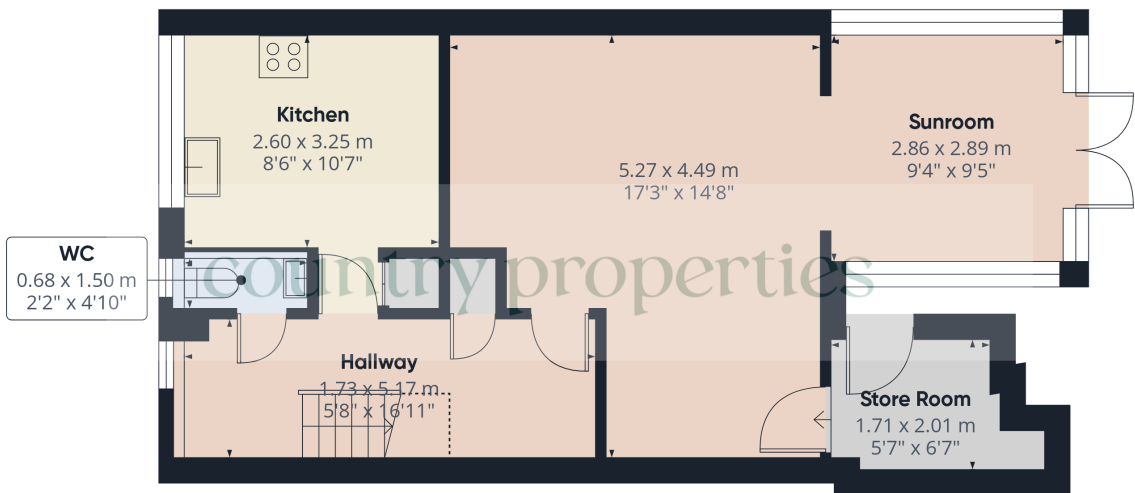 Kitchen
2.60 x 3.25 m
8'6" x 10'7"
5.27 x 4.49 m
17'3" x 14'8"
Sunroom
2.86 x 2.89 m
9'4" x 9'5"
WC
0.68 x 1.50 m
2'2" x 4'10"
country properties
Hallway
1.73 x 5.17 m
5'8" x 16'11"
Store Room
1.71 x 2.01 m
5'7" x 6'7"